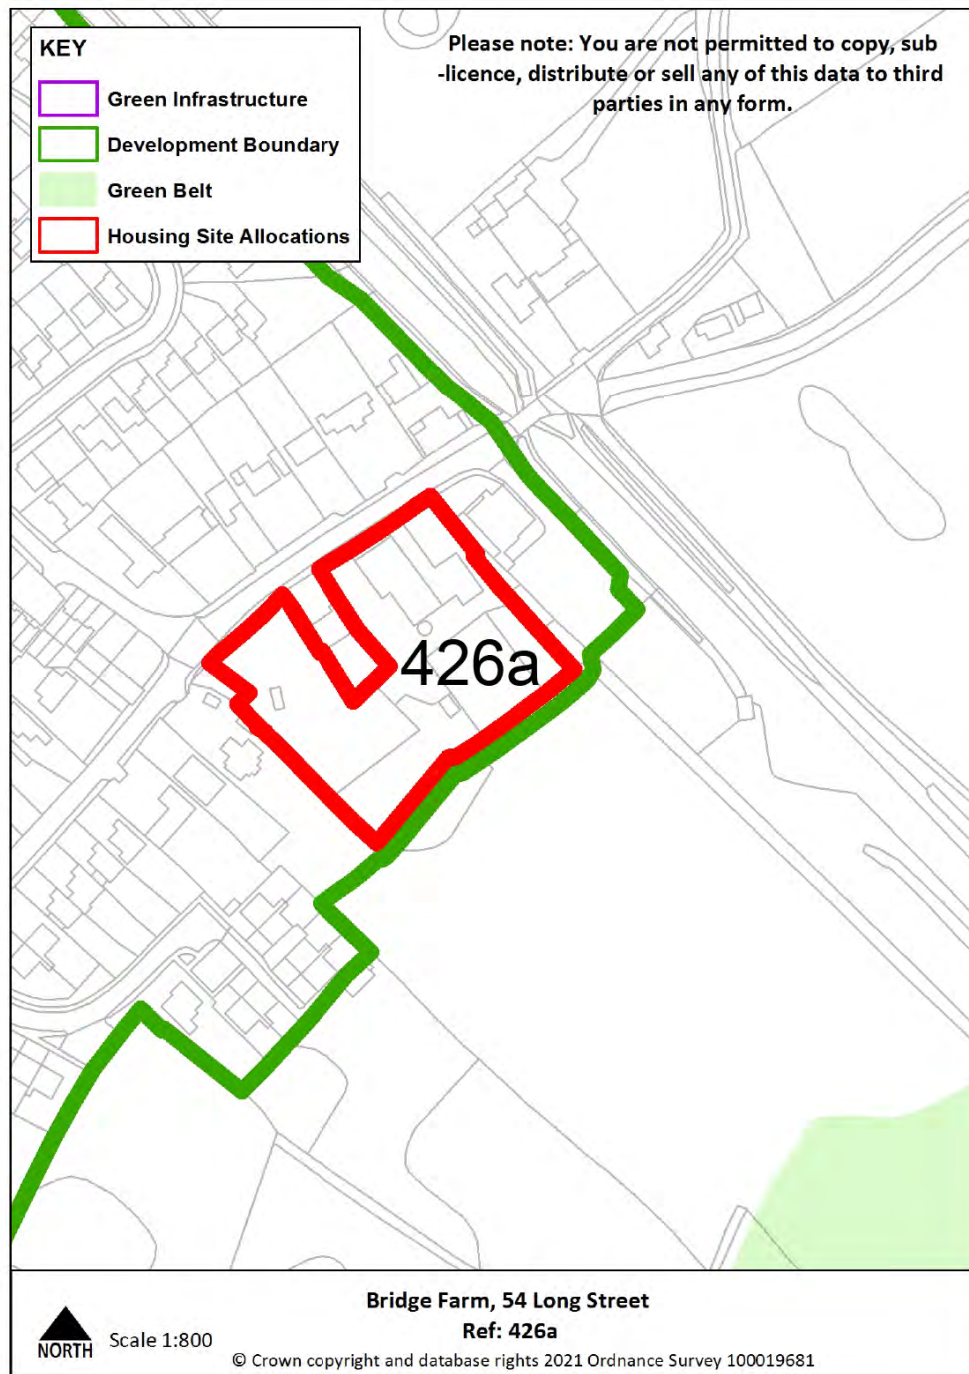 KEY
Green Infrastructure
Development Boundary
Green Belt
Housing Site Allocations
Please note: You are not permitted to copy, sub
-licence, distribute or sell any of this data to third
parties in any form.
426a
NORTH
Scale 1:800
Bridge Farm, 54 Long Street
Ref: 426a
© Crown copyright and database rights 2021 Ordnance Survey 100019681